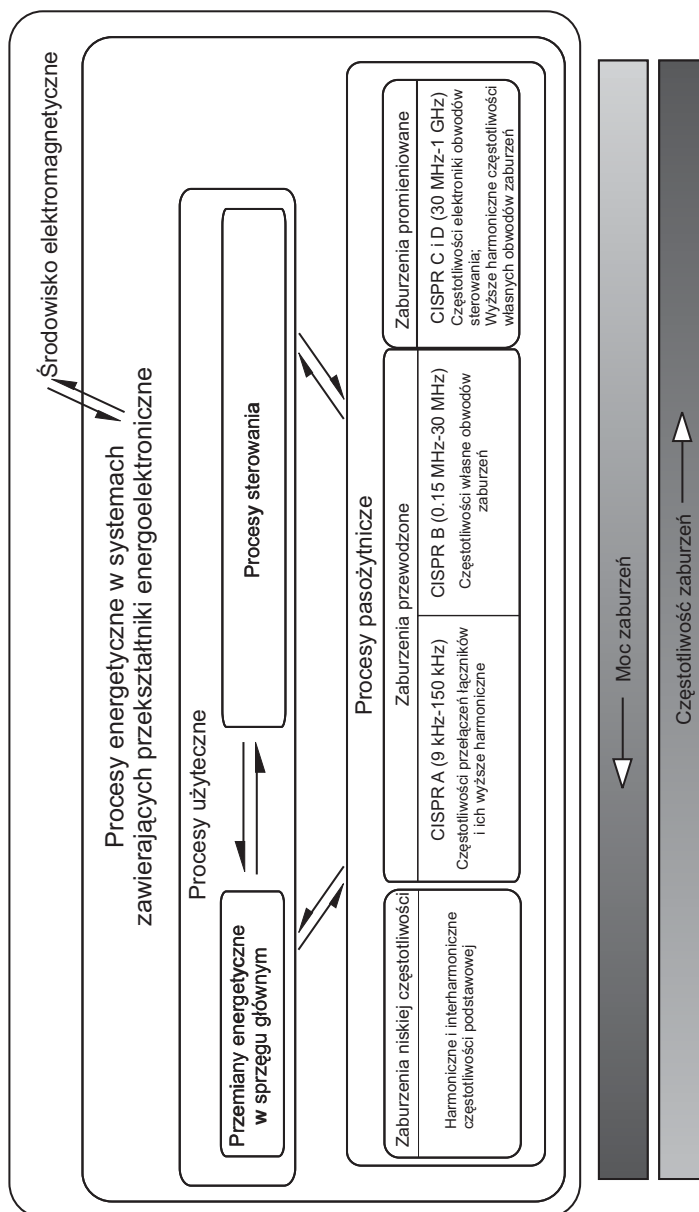 Środowisko elektromagnetyczne
Procesy energetyczne w systemach
zawierających przekształtniki energoelektroniczne
Procesy użyteczne
Przemiany energetyczne
w sprzęgu głównym
Procesy sterowania
Procesy pasożytnicze
Zaburzenia niskiej częstotliwości
Harmoniczne i interharmoniczne
częstotliwości podstawowej
Zaburzenia przewodzone
CISPR A (9 kHz-150 kHz)
Częstotliwości przełączeń łączników
i ich wyższe harmoniczne
CISPR B (0.15 MHz-30 MHz)
Częstotliwości własne obwodów
zaburzeń
Zaburzenia promieniowane
CISPR C i D (30 MHz-1 GHz)
Częstotliwości elektroniki obwodów
sterowania;
Wyższe harmoniczne częstotliwości
własnych obwodów zaburzeń
Moc zaburzeń
Częstotliwość zaburzeń